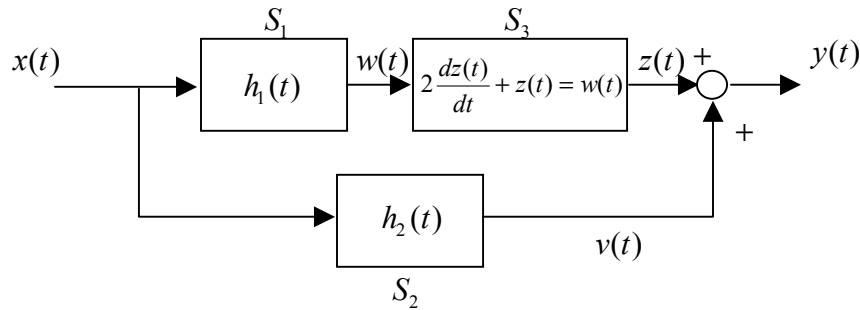 S₁ S₃
x(t) h₁(t) w(t) 2 dz(t)/dt + z(t) = w(t) z(t) + y(t)
+
h₂(t) v(t)
S₂